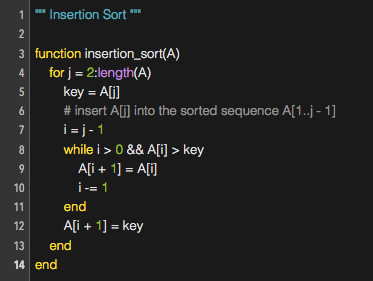 1 """ Insertion Sort """
2
3 function insertion_sort(A)
4 for j = 2:length(A)
5 key = A[j]
6 # insert A[j] into the sorted sequence A[1..j - 1]
7 i = j - 1
8 while i > 0 && A[i] > key
9 A[i + 1] = A[i]
10 i -= 1
11 end
12 A[i + 1] = key
13 end
14 end